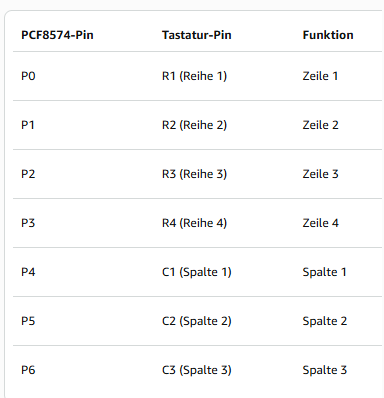 PCF8574-Pin Tastatur-Pin Funktion
P0 R1 (Reihe 1) Zeile 1
P1 R2 (Reihe 2) Zeile 2
P2 R3 (Reihe 3) Zeile 3
P3 R4 (Reihe 4) Zeile 4
P4 C1 (Spalte 1) Spalte 1
P5 C2 (Spalte 2) Spalte 2
P6 C3 (Spalte 3) Spalte 3